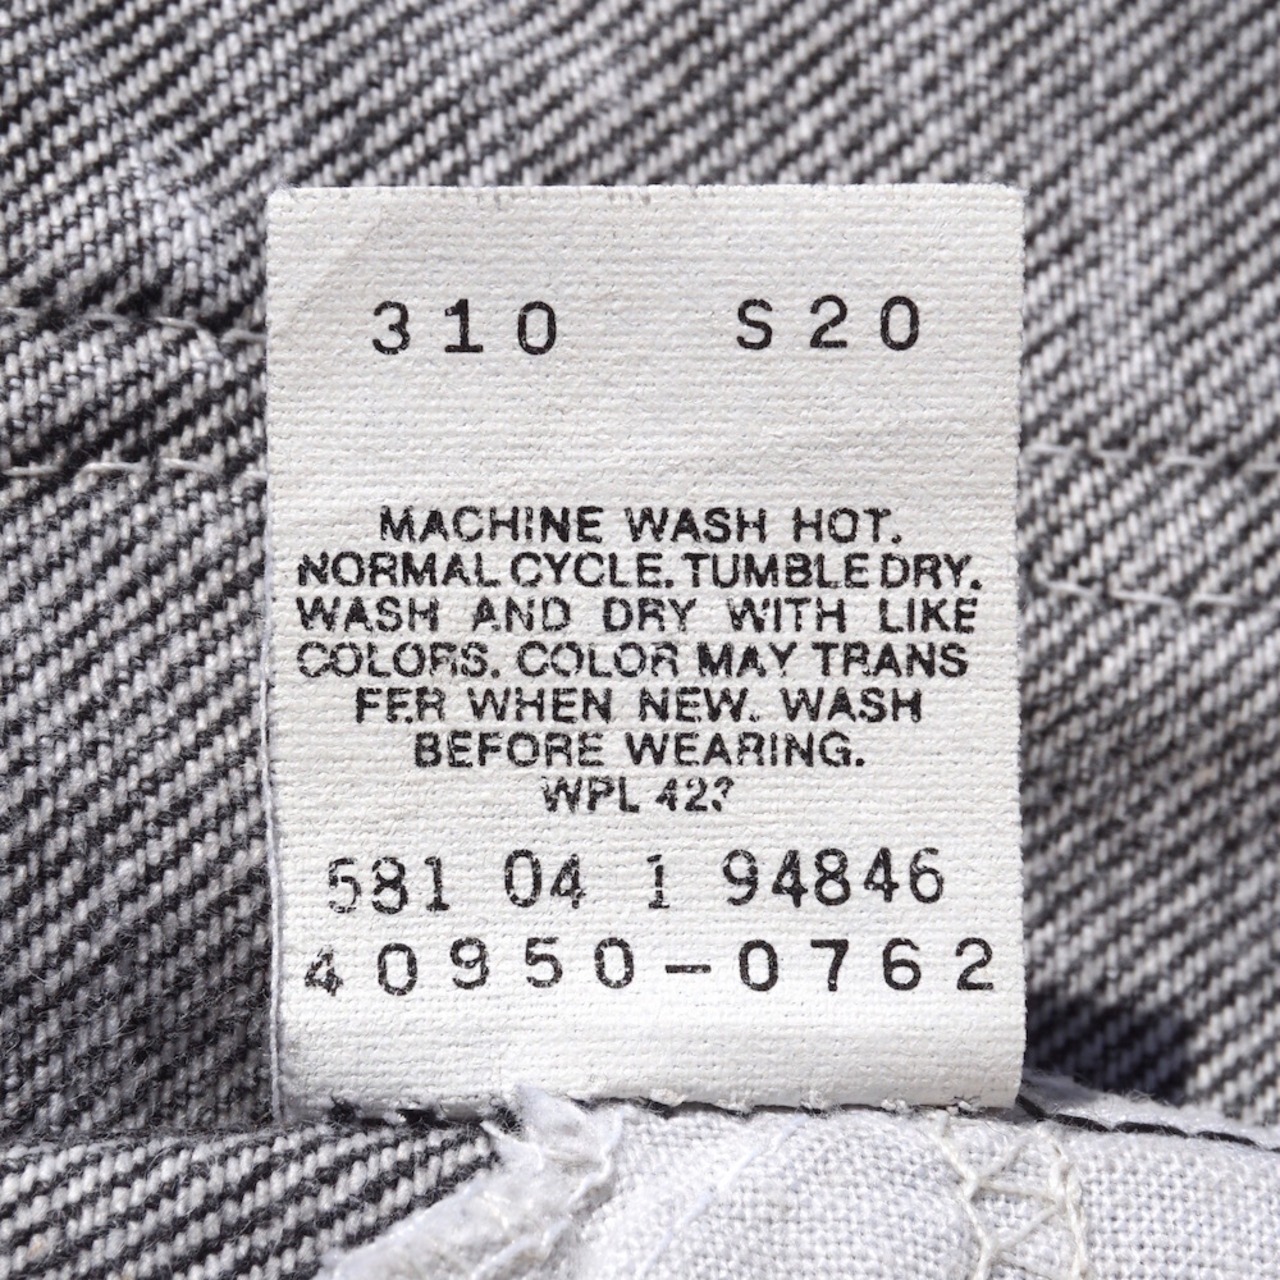 310 S20
MACHINE WASH HOT.
NORMAL CYCLE. TUMBLE DRY.
WASH AND DRY WITH LIKE
COLORS. COLOR MAY TRANS
FER WHEN NEW. WASH
BEFORE WEARING.
WPL
581 04 1 94846
40950-0762